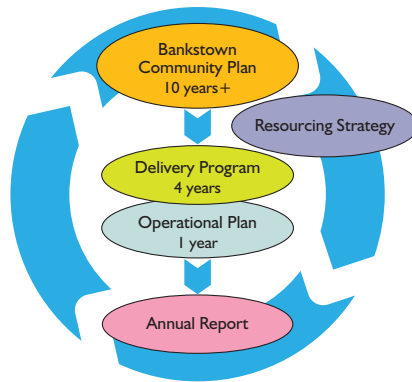 Bankstown
Community Plan
10 years+
Resourcing Strategy
Delivery Program
4 years
Operational Plan
1 year
Annual Report